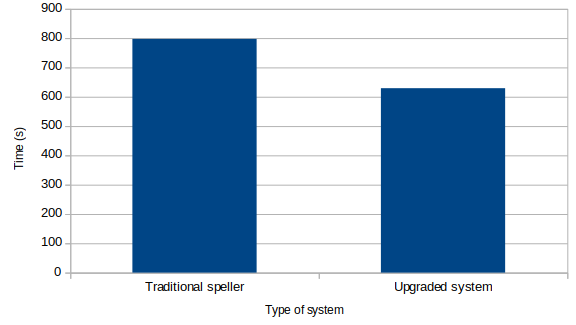 900
800
700
600
500
400
300
200
100
0
Time (s)
Traditional speller
Upgraded system
Type of system